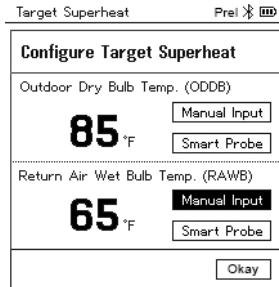 Target Superheat Prel
Configure Target Superheat
Outdoor Dry Bulb Temp. (ODDB)
85 °F
Manual Input
Smart Probe
Return Air Wet Bulb Temp. (RAWB)
65 °F
Manual Input
Smart Probe
Okay